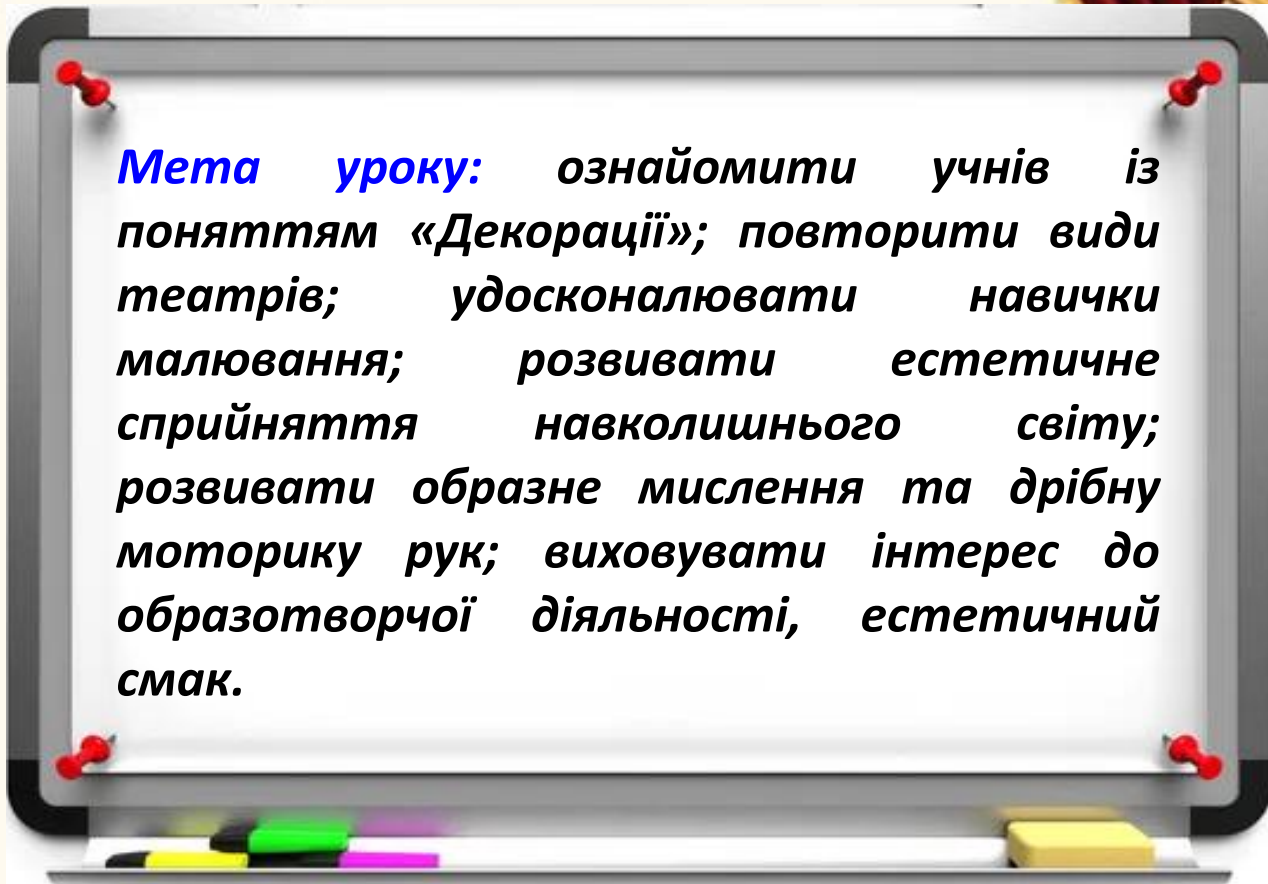 Мета уроку: ознайомити учнів із
поняттям «Декорації»; повторити види
театрів; удосконалювати навички
малювання; розвивати естетичне
сприйняття навколишнього світу;
розвивати образне мислення та дрібну
моторику рук; виховувати інтерес до
образотворчої діяльності, естетичний
смак.